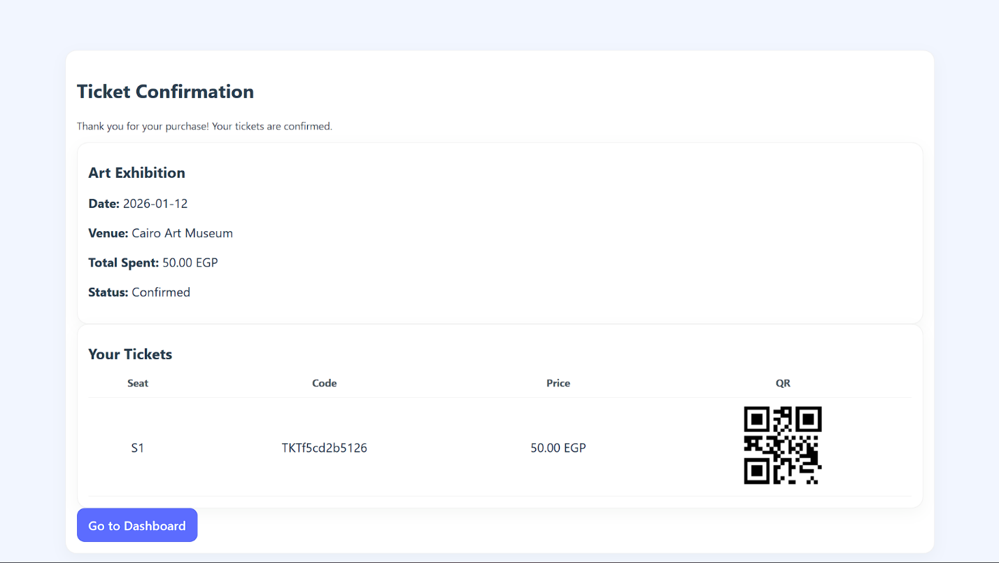 Ticket Confirmation
Thank you for your purchase! Your tickets are confirmed.
Art Exhibition
Date: 2026-01-12
Venue: Cairo Art Museum
Total Spent: 50.00 EGP
Status: Confirmed
Your Tickets
Seat Code Price QR
S1 TKTf5cd2b5126 50.00 EGP
Go to Dashboard